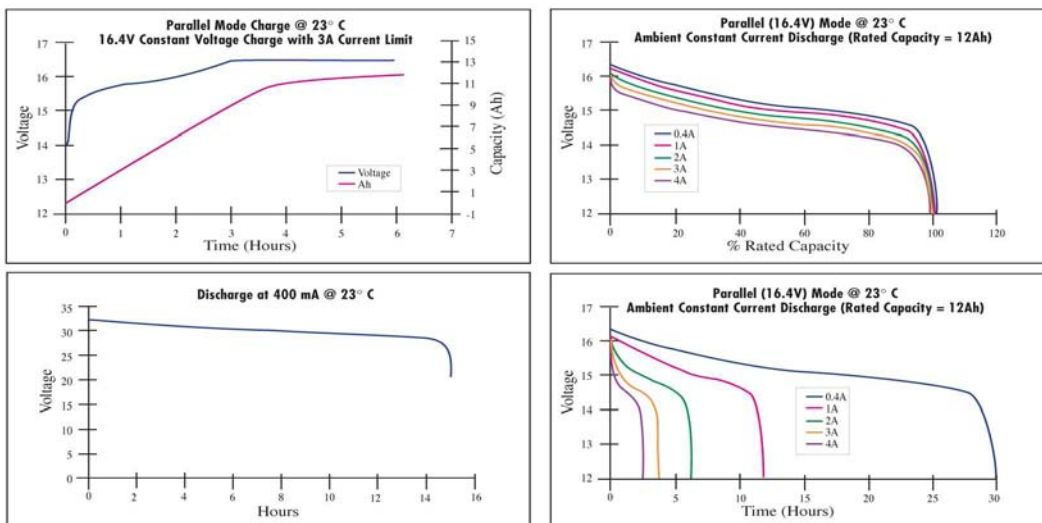 Parallel Mode Charge @ 23° C
16.4V Constant Voltage Charge with 3A Current Limit
17
16
15
14
13
12
Voltage
15
13
11
9
7
5
3
1
-1
Capacity (Ah)
Voltage
Ah
0 1 2 3 4 5 6 7
Time (Hours)
Parallel (16.4V) Mode @ 23° C
Ambient Constant Current Discharge (Rated Capacity = 12Ah)
17
16
15
14
13
12
Voltage
0.4A
1A
2A
3A
4A
0 20 40 60 80 100 120
% Rated Capacity
Discharge at 400 mA @ 23° C
35
30
25
20
25
10
5
0
Voltage
0 2 4 6 8 10 12 14 16
Hours
Parallel (16.4V) Mode @ 23° C
Ambient Constant Current Discharge (Rated Capacity = 12Ah)
17
16
15
14
13
12
Voltage
0.4A
1A
2A
3A
4A
0 5 10 15 20 25 30
Time (Hours)